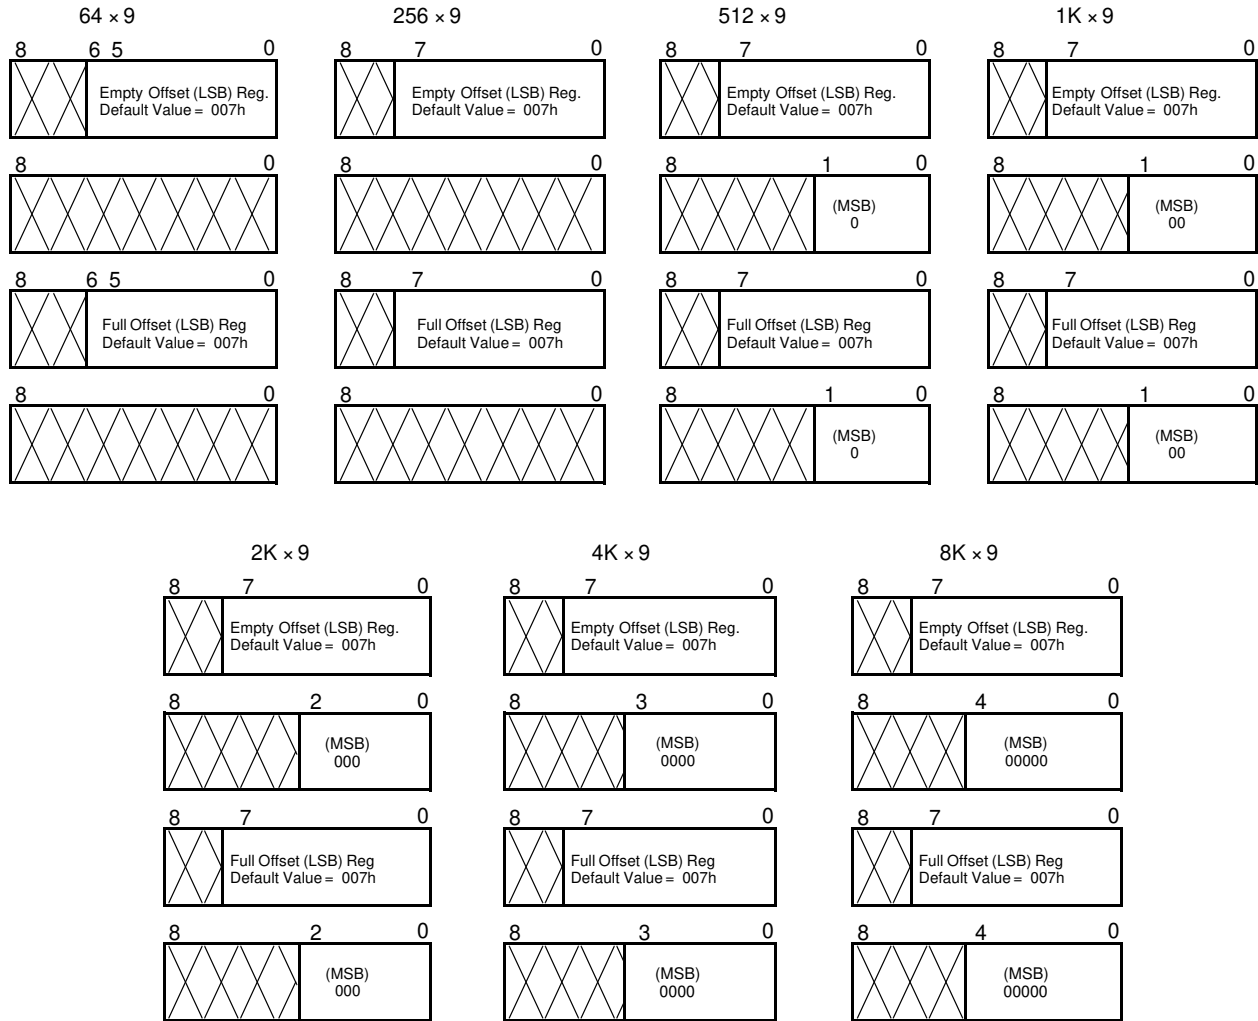 64 × 9 256 × 9 512 × 9 1K × 9
8 6 5 0 8 7 0 8 7 0 8 7 0
Empty Offset (LSB) Reg. Empty Offset (LSB) Reg. Empty Offset (LSB) Reg. Empty Offset (LSB) Reg.
Default Value = 007h Default Value = 007h Default Value = 007h Default Value = 007h
8 0 8 0 8 1 0 8 1 0
(MSB) (MSB)
0 00
8 6 5 0 8 7 0 8 7 0 8 7 0
Full Offset (LSB) Reg Full Offset (LSB) Reg Full Offset (LSB) Reg Full Offset (LSB) Reg
Default Value = 007h Default Value = 007h Default Value = 007h Default Value = 007h
8 0 8 0 8 1 0 8 1 0
(MSB) (MSB)
0 00
2K × 9 4K × 9 8K × 9
8 7 0 8 7 0 8 7 0
Empty Offset (LSB) Reg. Empty Offset (LSB) Reg. Empty Offset (LSB) Reg.
Default Value = 007h Default Value = 007h Default Value = 007h
8 2 0 8 3 0 8 4 0
(MSB) (MSB) (MSB)
000 0000 00000
8 7 0 8 7 0 8 7 0
Full Offset (LSB) Reg Full Offset (LSB) Reg Full Offset (LSB) Reg
Default Value = 007h Default Value = 007h Default Value = 007h
8 2 0 8 3 0 8 4 0
(MSB) (MSB) (MSB)
000 0000 00000